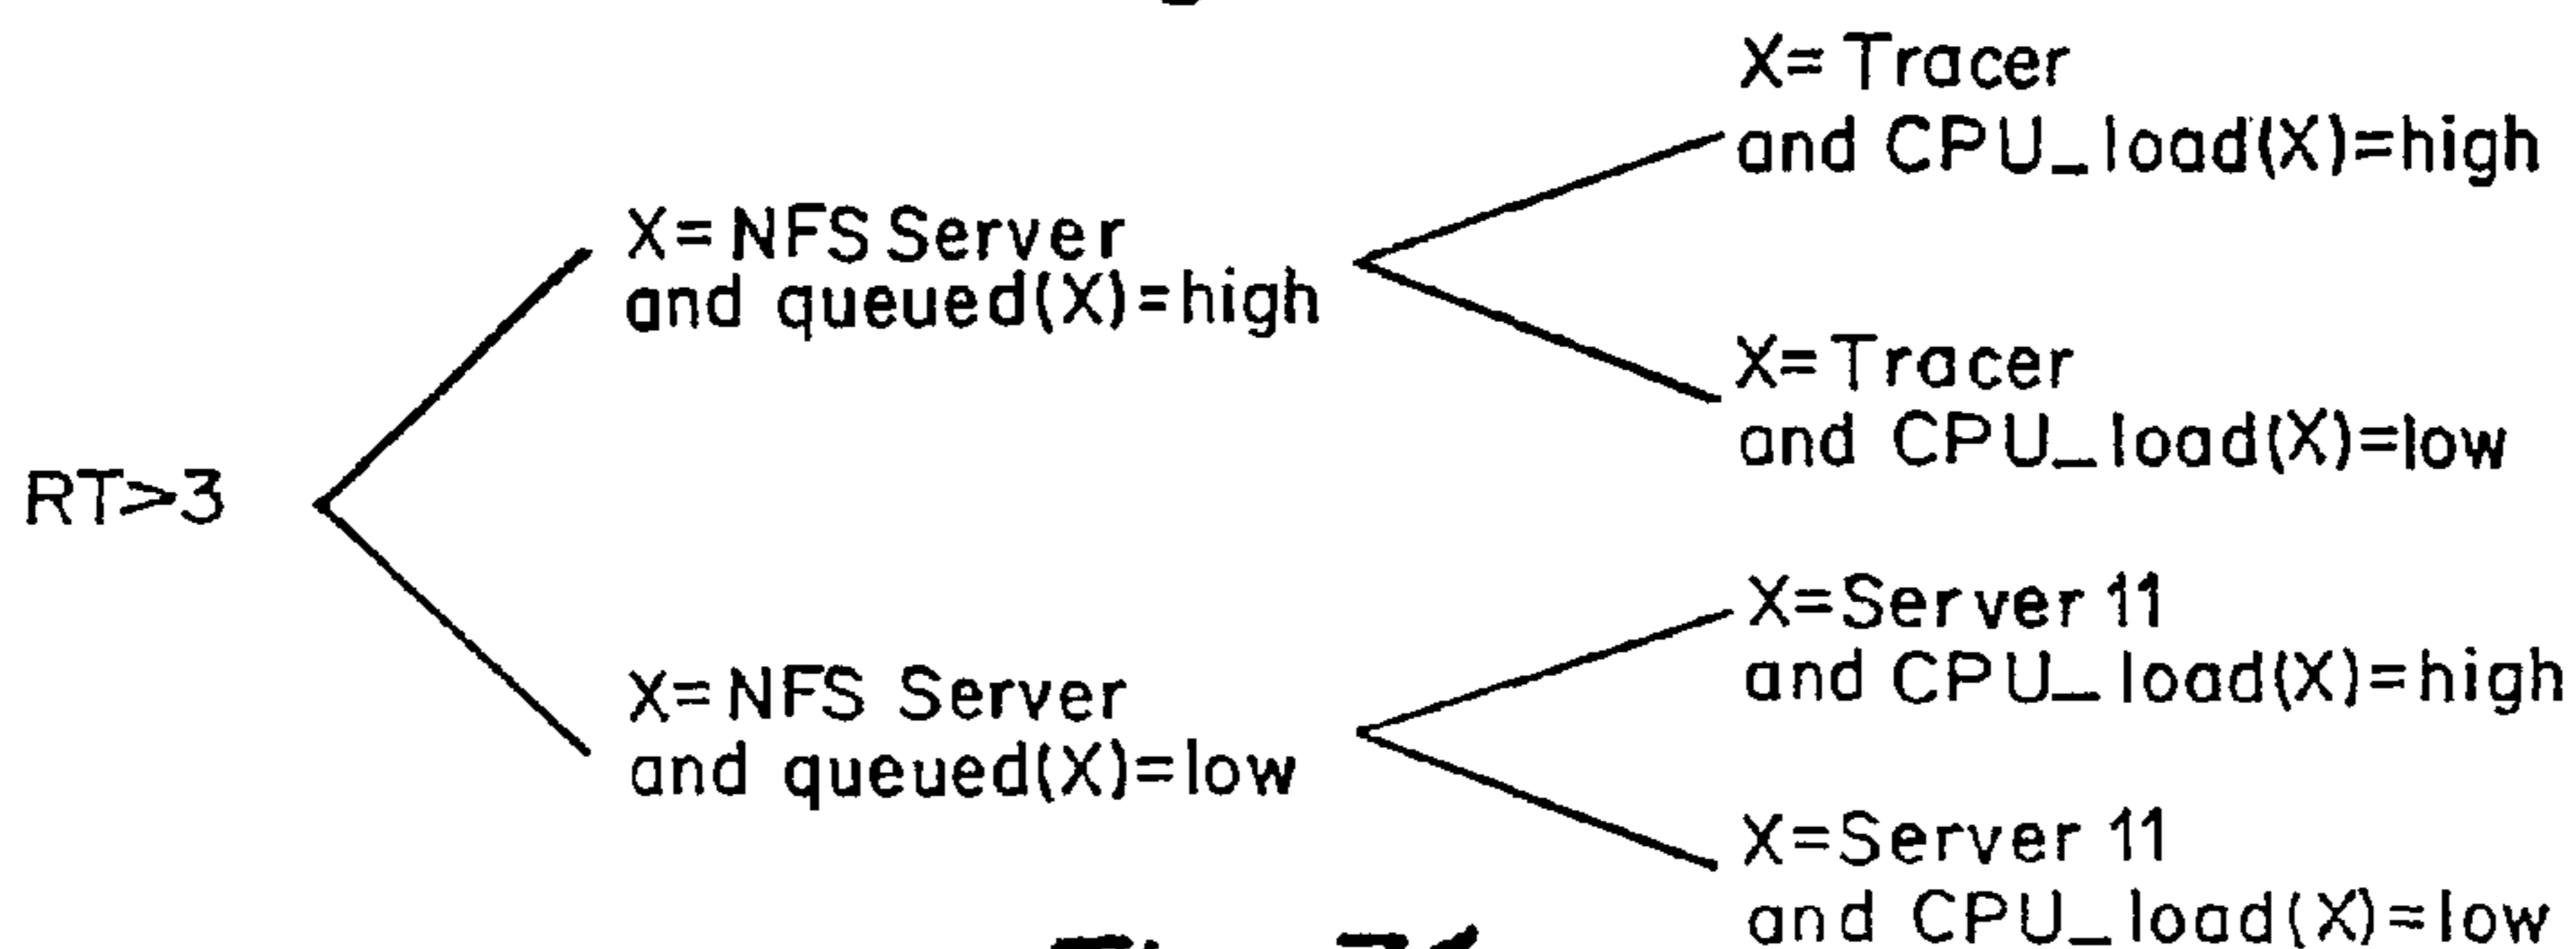 RT>3
X=NFS Server
and queued(X)=high
X=NFS Server
and queued(X)=low
X=Tracer
and CPU_load(X)=high
X=Tracer
and CPU_load(X)=low
X=Server 11
and CPU_load(X)=high
X=Server 11
and CPU_load(X)=low